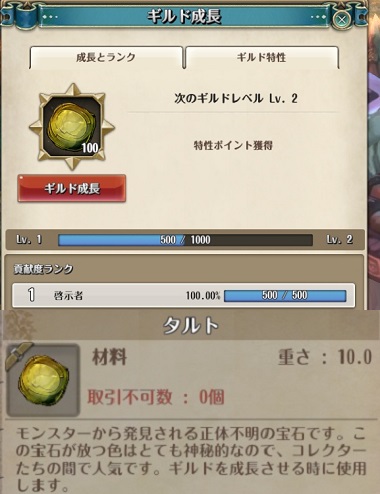 ギルド成長
成長とランク
ギルド特性
100
次のギルドレベル Lv. 2
特性ポイント獲得
ギルド成長
Lv. 1
500 / 1000
Lv. 2
貢献度ランク
1 啓示者 100.00% 500 / 500
タルト
材料 重さ : 10.0
取引不可数 : 0個
モンスターから発見される正体不明の宝石です。こ
の宝石が放つ色はとても神秘的なので、コレクター
たちの間で人気です。ギルドを成長させる時に使用
します。